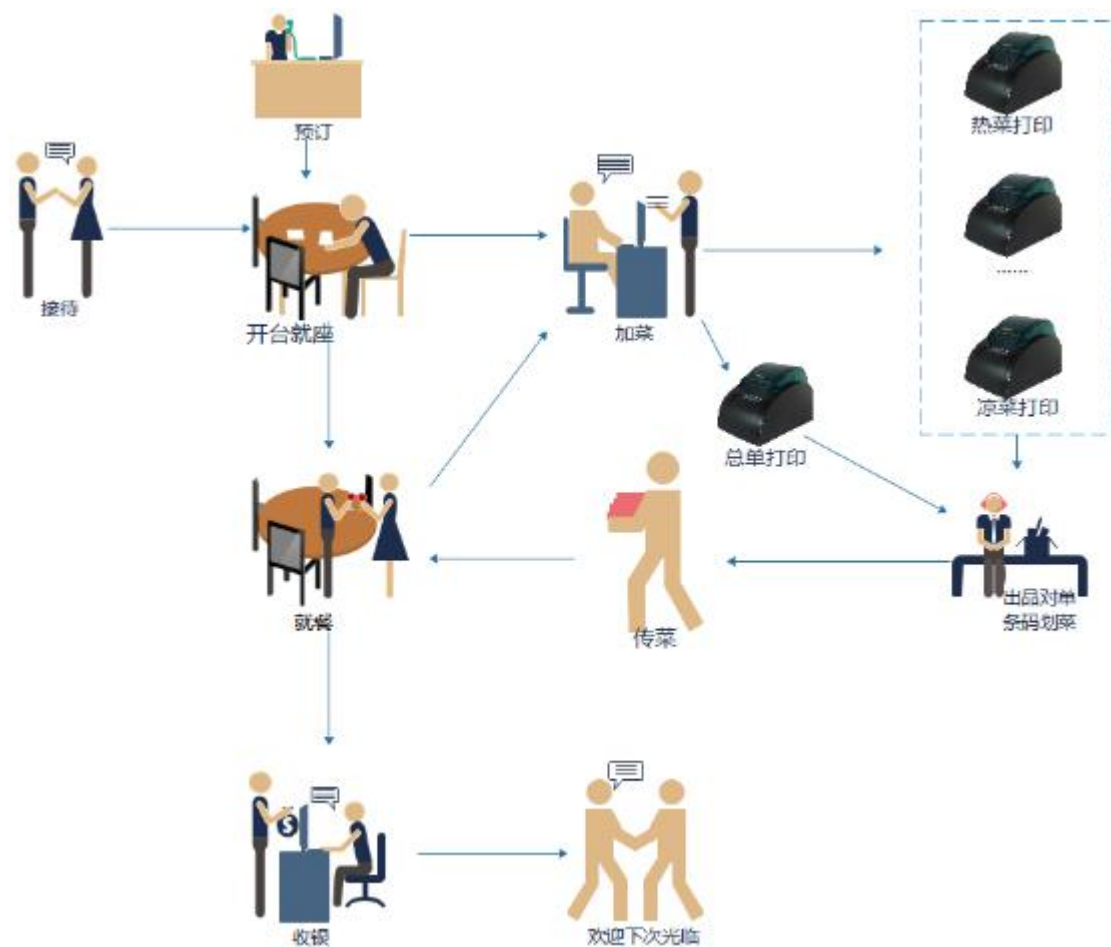 预订
热菜打印
接待
......
开台就座
加菜
凉菜打印
总单打印
就餐
传菜
出品对单
条码划菜
收银
欢迎下次光临